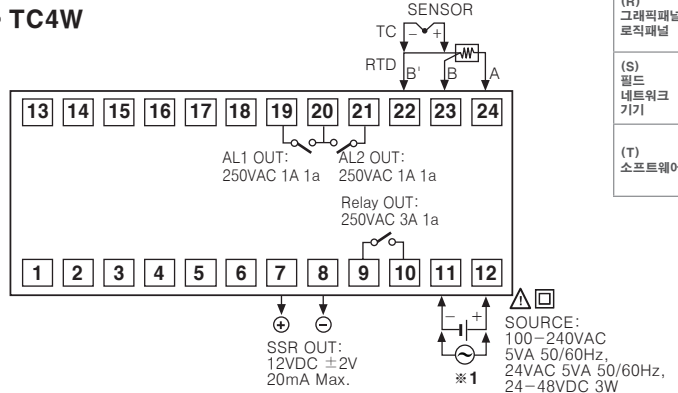 · TC4W
SENSOR
TC
− +
RTD
B' B A
13 14 15 16 17 18 19 20 21 22 23 24
AL1 OUT:
250VAC 1A 1a
AL2 OUT:
250VAC 1A 1a
Relay OUT:
250VAC 3A 1a
1 2 3 4 5 6 7 8 9 10 11 12
SSR OUT:
12VDC ±2V
20mA Max.
− +
※1
SOURCE:
100−240VAC
5VA 50/60Hz,
24VAC 5VA 50/60Hz,
24−48VDC 3W
그래픽패널
로직패널
(S)
필드
네트워크
기기
(T)
소프트웨어